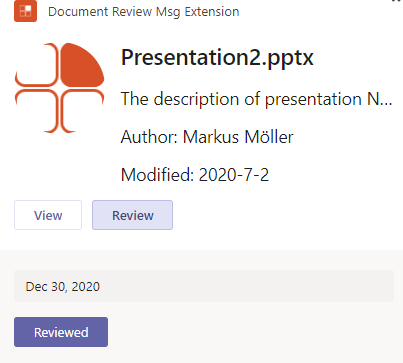 Document Review Msg Extension
Presentation2.pptx
The description of presentation N...
Author: Markus Möller
Modified: 2020-7-2
View Review
Dec 30, 2020
Reviewed